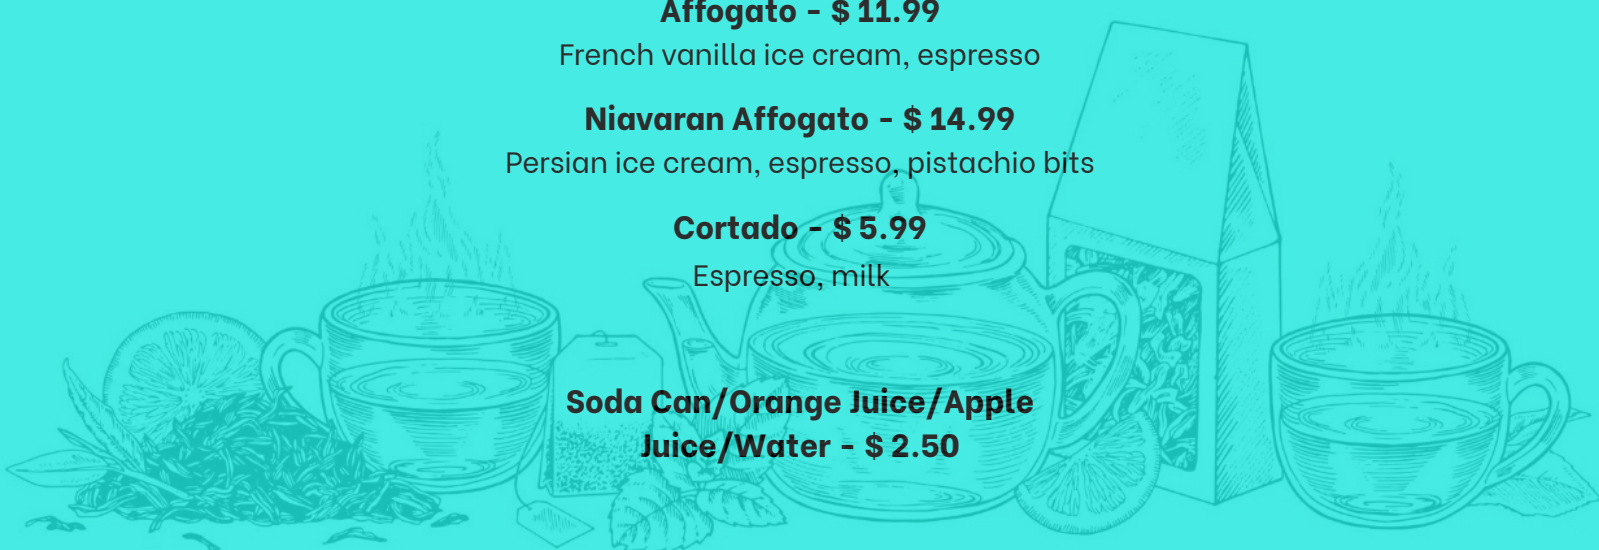 Affogato - $ 11.99
French vanilla ice cream, espresso
Niavaran Affogato - $ 14.99
Persian ice cream, espresso, pistachio bits
Cortado - $ 5.99
Espresso, milk
Soda Can/Orange Juice/Apple
Juice/Water - $ 2.50